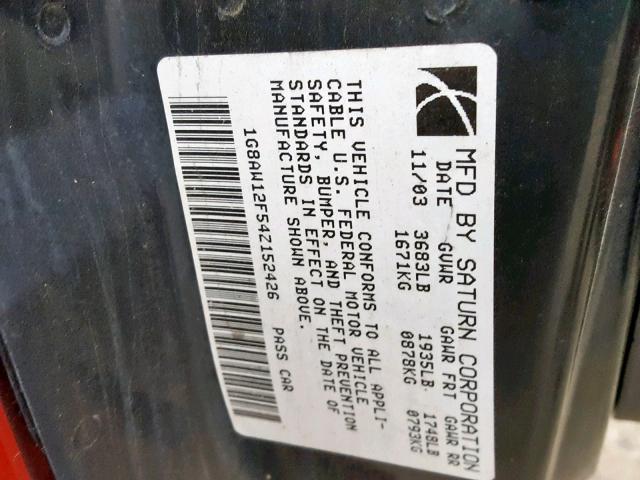 MFD BY SATURN CORPORATION
DATE GVWR GAWR FRT GAWR RR
11/03 3683LB 1935LB 1748LB
1671KG 0878KG 0793KG
THIS VEHICLE CONFORMS TO ALL APPLI-
CABLE U.S. FEDERAL MOTOR VEHICLE
SAFETY, BUMPER, AND THEFT PREVENTION
STANDARDS IN EFFECT ON THE DATE OF
MANUFACTURE SHOWN ABOVE.
1G8AW12F54Z152426 PASS CAR